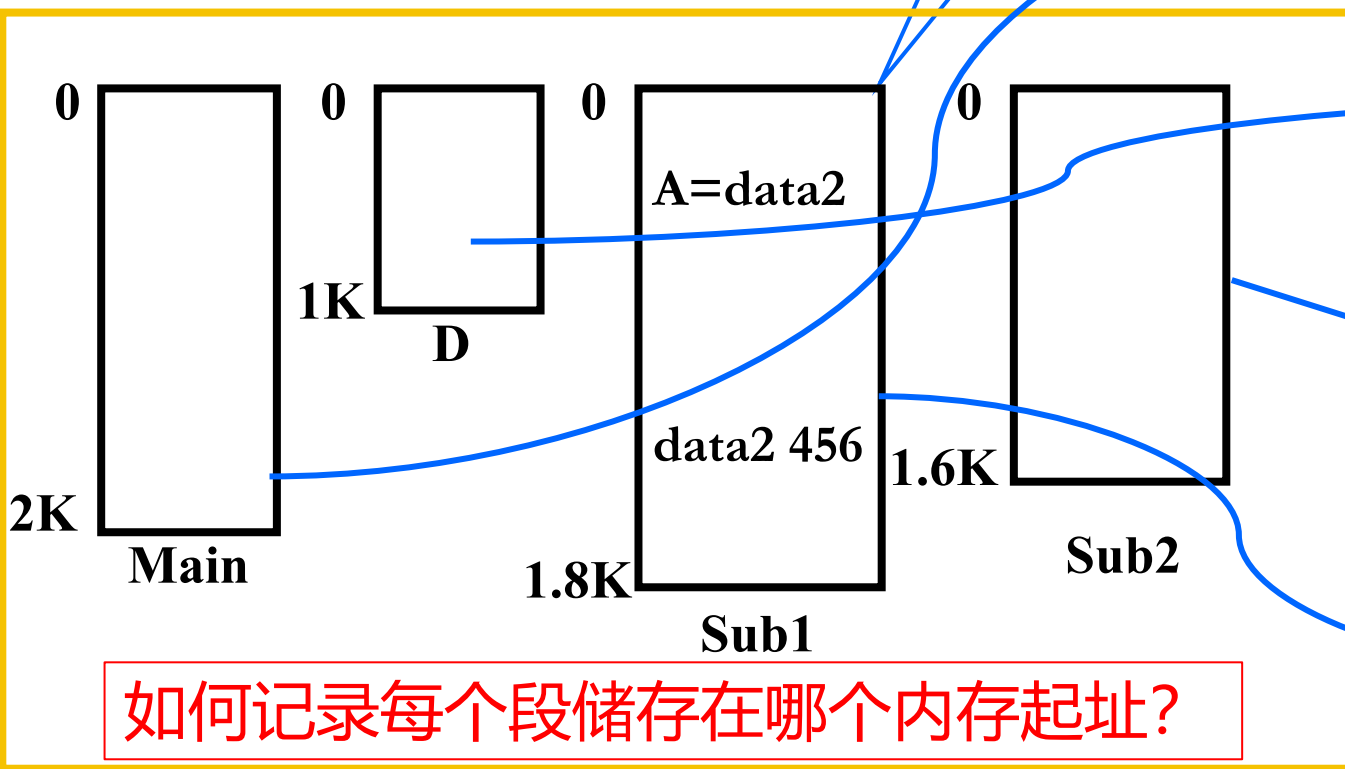 0
0
0
0
A=data2
1K
D
data2 456
1.6K
2K
Main
Sub2
1.8K
Sub1
如何记录每个段储存在哪个内存起址？